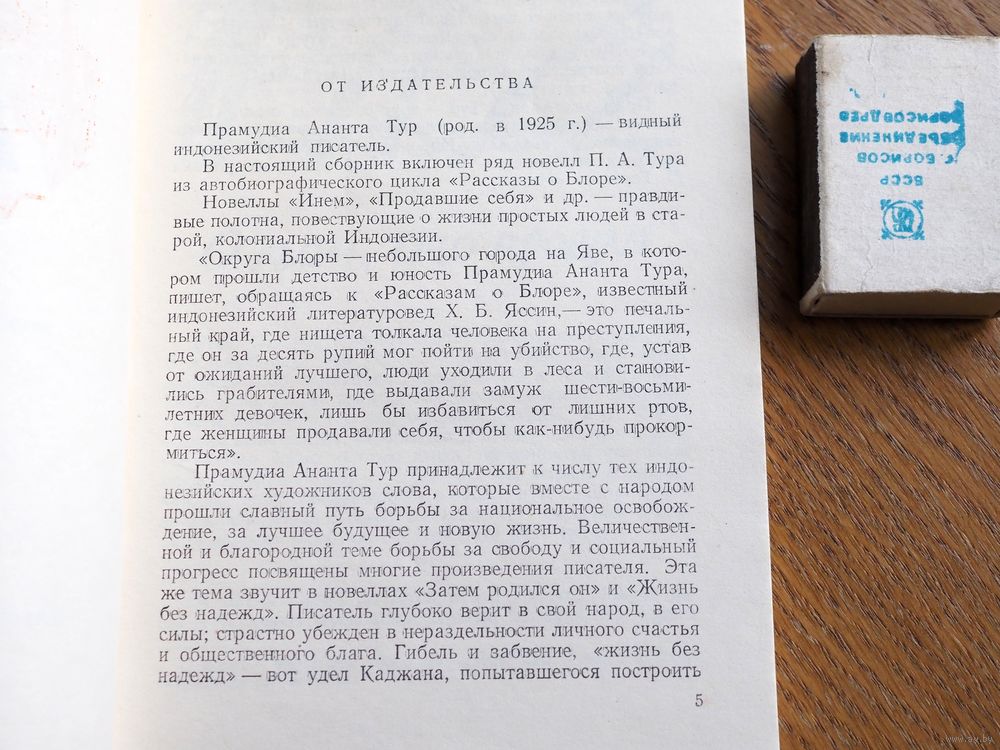 ОТ ИЗДАТЕЛЬСТВА
Прамудиа Ананта Тур (род. в 1925 г.) — видный
индонезийский писатель.
В настоящий сборник включен ряд новелл П. А. Тура
из автобиографического цикла «Рассказы о Блоре».
Новеллы «Инем», «Продавшие себя» и др. — правди-
вые полотна, повествующие о жизни простых людей в ста-
рой, колониальной Индонезии.
«Округа Блоры — небольшого города на Яве, в кото-
ром прошли детство и юность Прамудиа Ананта Тура,
пишет, обращаясь к «Рассказам о Блоре», известный
индонезийский литературовед Х. Б. Яссин,— это печаль-
ный край, где нищета толкала человека на преступления,
где он за десять рупий мог пойти на убийство, где, устав
от ожиданий лучшего, люди уходили в леса и станови-
лись грабителями, где выдавали замуж шести-восьми-
летних девочек, лишь бы избавиться от лишних ртов,
где женщины продавали себя, чтобы как-нибудь прокор-
миться».
Прамудиа Ананта Тур принадлежит к числу тех индо-
незийских художников слова, которые вместе с народом
прошли славный путь борьбы за национальное освобож-
дение, за лучшее будущее и новую жизнь. Величествен-
ной и благородной теме борьбы за свободу и социальный
прогресс посвящены многие произведения писателя. Эта
же тема звучит в новеллах «Затем родился он» и «Жизнь
без надежд». Писатель глубоко верит в свой народ, в его
силы; страстно убежден в нераздельности личного счастья
и общественного блага. Гибель и забвение, «жизнь без
надежд» — вот удел Каджана, попытавшегося построить
5
БССР
г. БОРИСОВ
ОБЪЕДИНЕНИЕ
БОРИСОВДРЕВ
www.ay.by